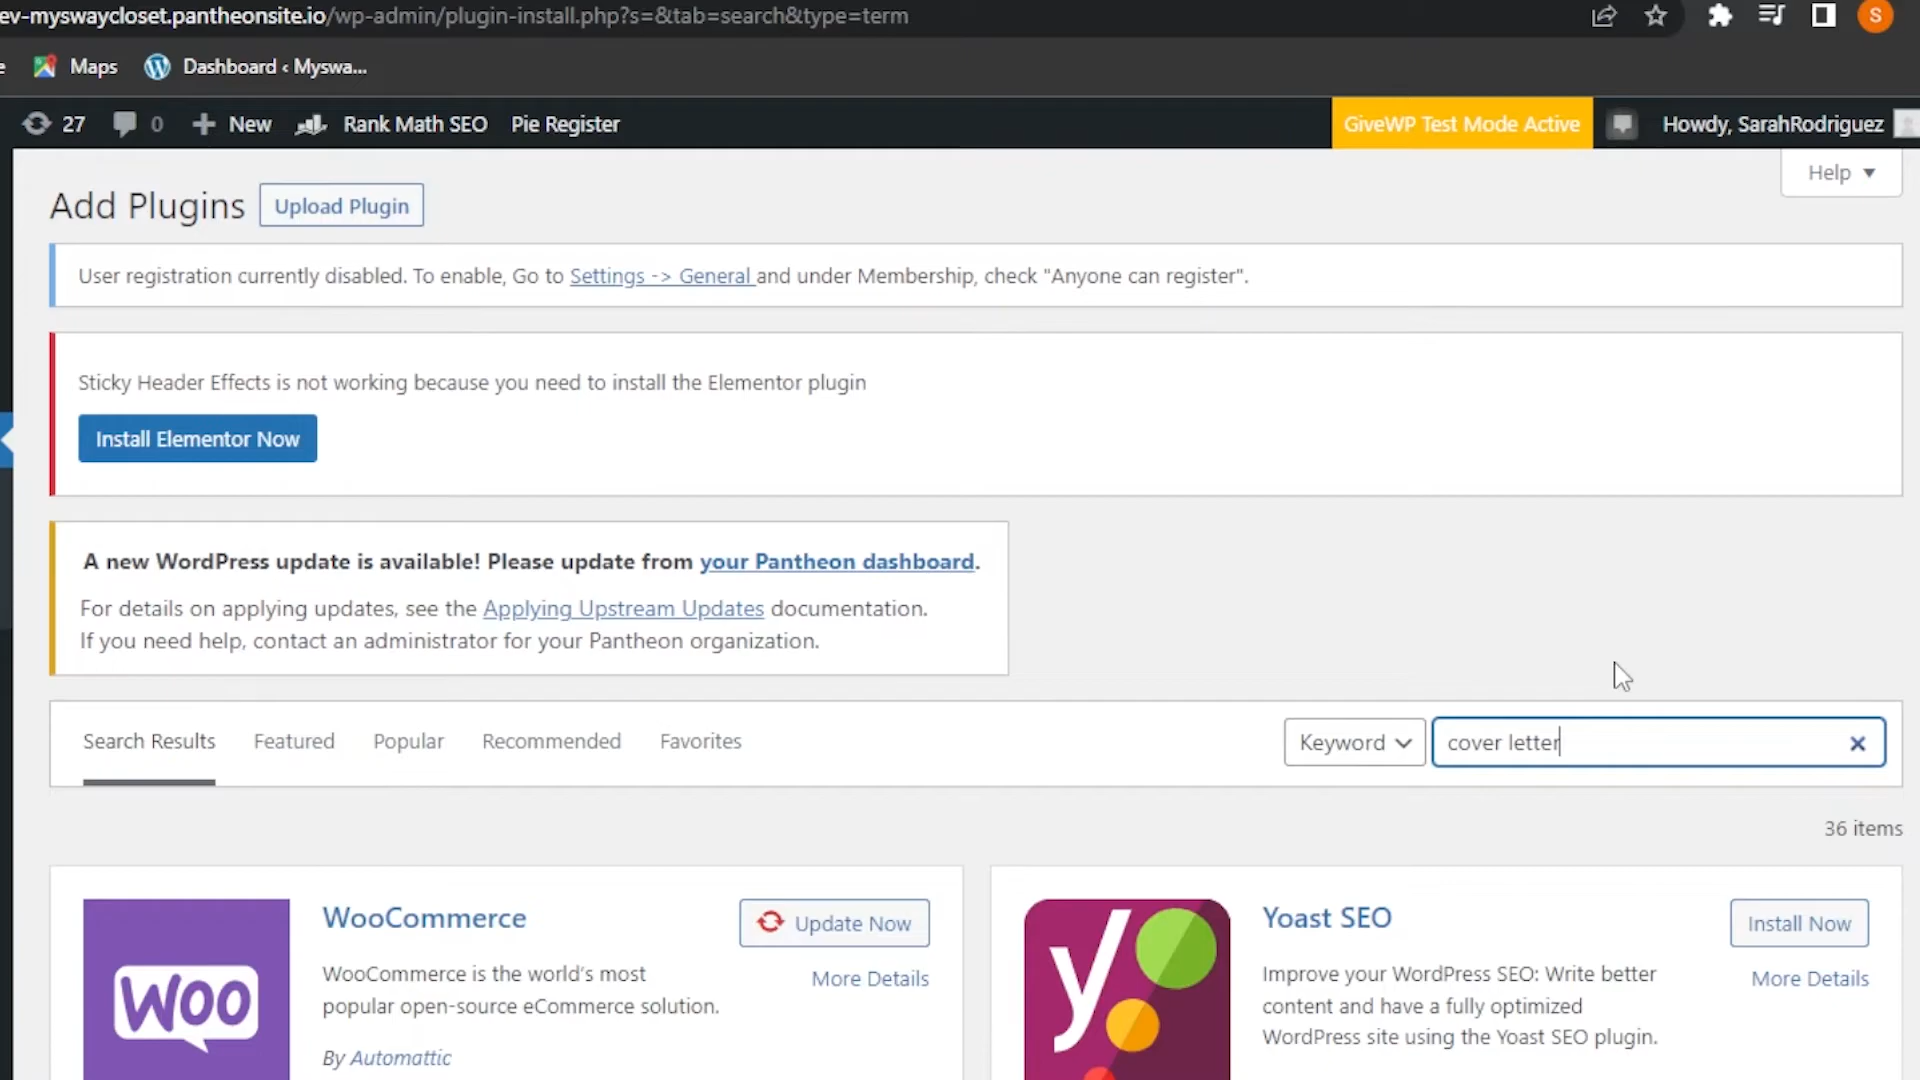 ev-myswaycloset.pantheonsite.io/wp-admin/plugin-install.php?s=&tab=search&type=term
S
e Maps Dashboard ‹ Myswa...
27 0 New Rank Math SEO Pie Register GiveWP Test Mode Active Howdy, SarahRodriguez
Help
Add Plugins Upload Plugin
User registration currently disabled. To enable, Go to Settings -> General and under Membership, check "Anyone can register".
Sticky Header Effects is not working because you need to install the Elementor plugin
Install Elementor Now
A new WordPress update is available! Please update from your Pantheon dashboard.
For details on applying updates, see the Applying Upstream Updates documentation.
If you need help, contact an administrator for your Pantheon organization.
Search Results Featured Popular Recommended Favorites Keyword cover letter
36 items
Woo
WooCommerce
Update Now
More Details
WooCommerce is the world's most
popular open-source eCommerce solution.
By Automattic
y
Yoast SEO
Install Now
More Details
Improve your WordPress SEO: Write better
content and have a fully optimized
WordPress site using the Yoast SEO plugin.